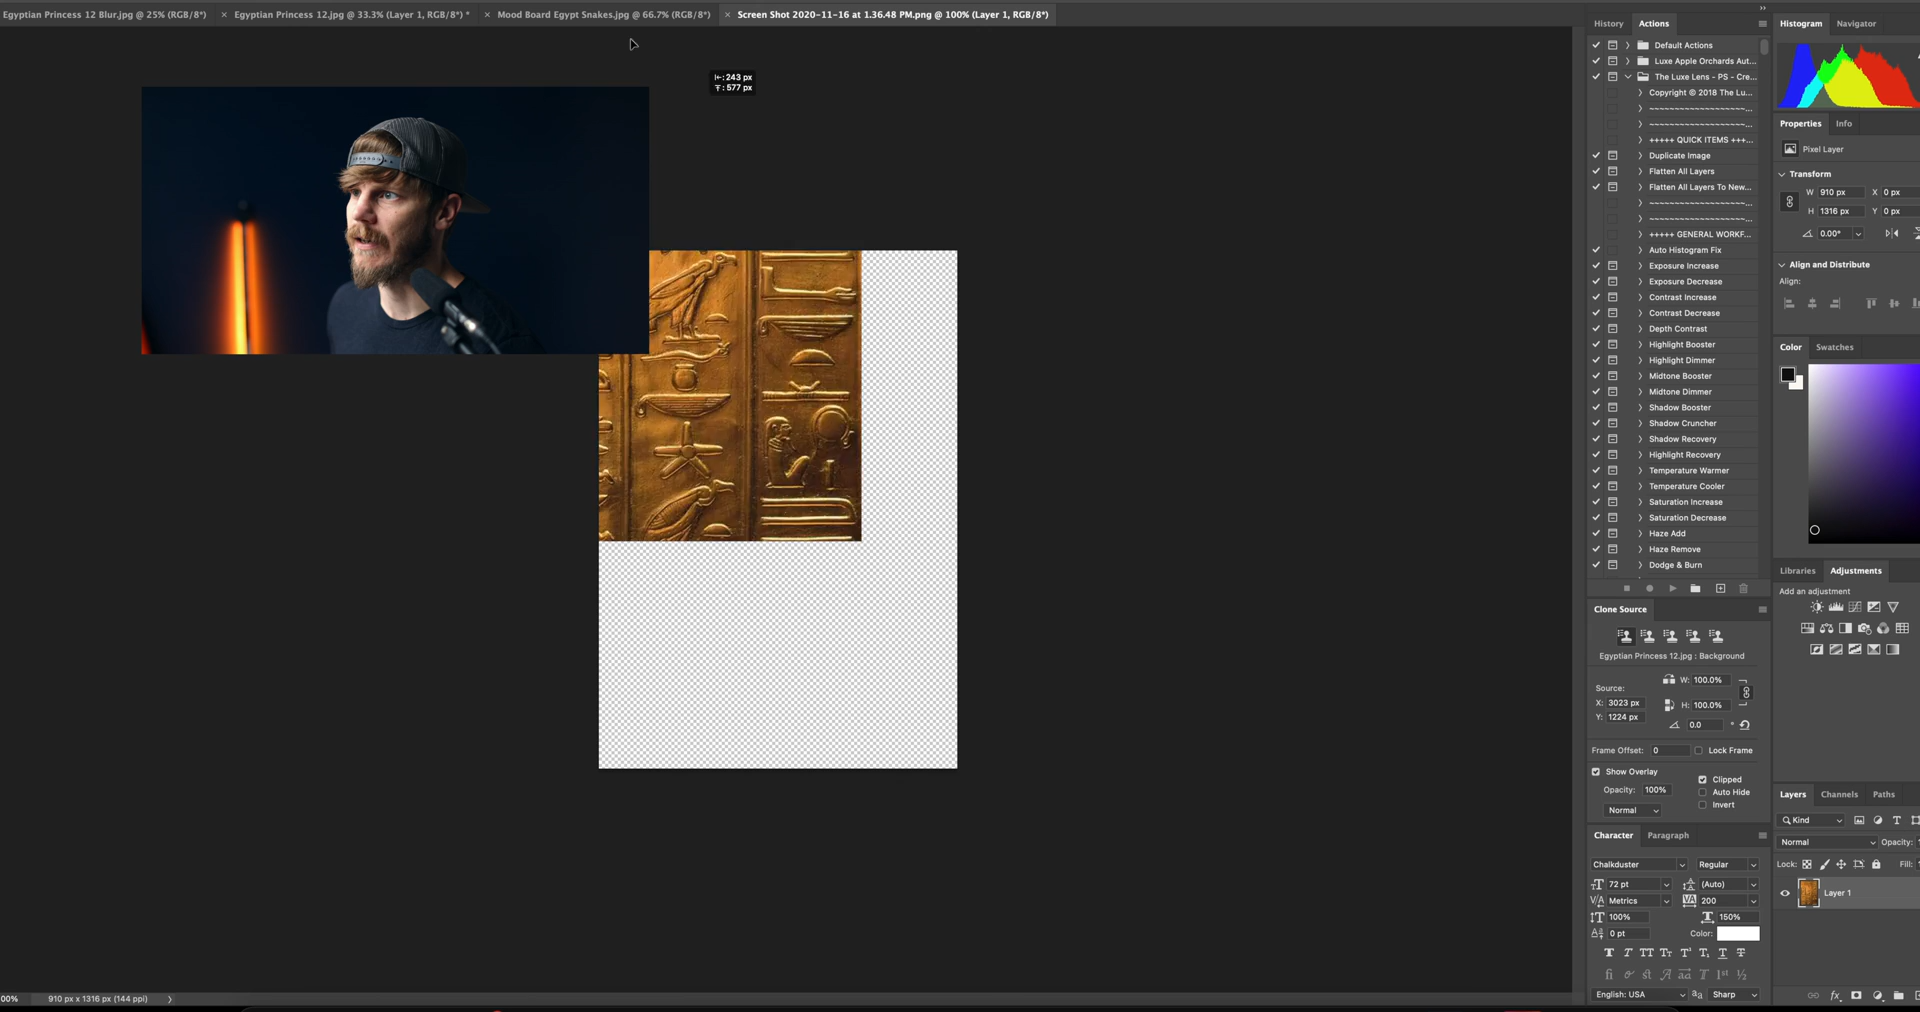 Egyptian Princess 12 Blur.jpg @ 25% (RGB/8*)
× Egyptian Princess 12.jpg @ 33.3% (Layer 1, RGB/8*) *
× Mood Board Egypt Snakes.jpg @ 66.7% (RGB/8*)
× Screen Shot 2020-11-16 at 1.36.48 PM.png @ 100% (Layer 1, RGB/8*)
: 243 px
: 577 px
00% 910 px x 1316 px (144 ppi)
History Actions
Default Actions
Luxe Apple Orchards Aut...
The Luxe Lens - PS - Cre...
Copyright © 2018 The Lu...
~~~~~~~~~~~~~~~~~~~...
~~~~~~~~~~~~~~~~~~~...
+++++ QUICK ITEMS +++...
Duplicate Image
Flatten All Layers
Flatten All Layers To New...
~~~~~~~~~~~~~~~~~~~...
~~~~~~~~~~~~~~~~~~~...
+++++ GENERAL WORKF...
Auto Histogram Fix
Exposure Increase
Exposure Decrease
Contrast Increase
Contrast Decrease
Depth Contrast
Highlight Booster
Highlight Dimmer
Midtone Booster
Midtone Dimmer
Shadow Booster
Shadow Cruncher
Shadow Recovery
Highlight Recovery
Temperature Warmer
Temperature Cooler
Saturation Increase
Saturation Decrease
Haze Add
Haze Remove
Dodge & Burn
Clone Source
Egyptian Princess 12.jpg : Background
W: 100.0%
Source:
X: 3023 px
H: 100.0%
Y: 1224 px
0.0 °
Frame Offset: 0 Lock Frame
Show Overlay
Clipped
Opacity: 100%
Auto Hide
Normal
Invert
Character Paragraph
Chalkduster Regular
72 pt (Auto)
Metrics 200
100% 150%
0 pt Color:
English: USA Sharp
Histogram Navigator
Properties Info
Pixel Layer
Transform
W 910 px X 0 px
H 1316 px Y 0 px
0.00°
Align and Distribute
Align:
Color Swatches
Libraries Adjustments
Add an adjustment
Layers Channels Paths
Kind
Normal Opacity:
Lock: Fill:
Layer 1